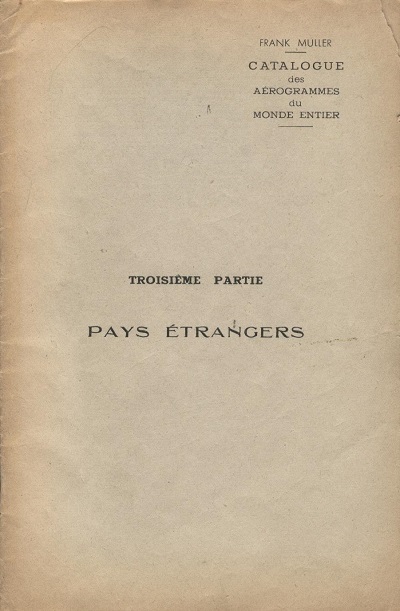 FRANK MULLER
CATALOGUE
des
AÉROGRAMMES
du
MONDE ENTIER
TROISIÈME PARTIE
PAYS ÉTRANGERS